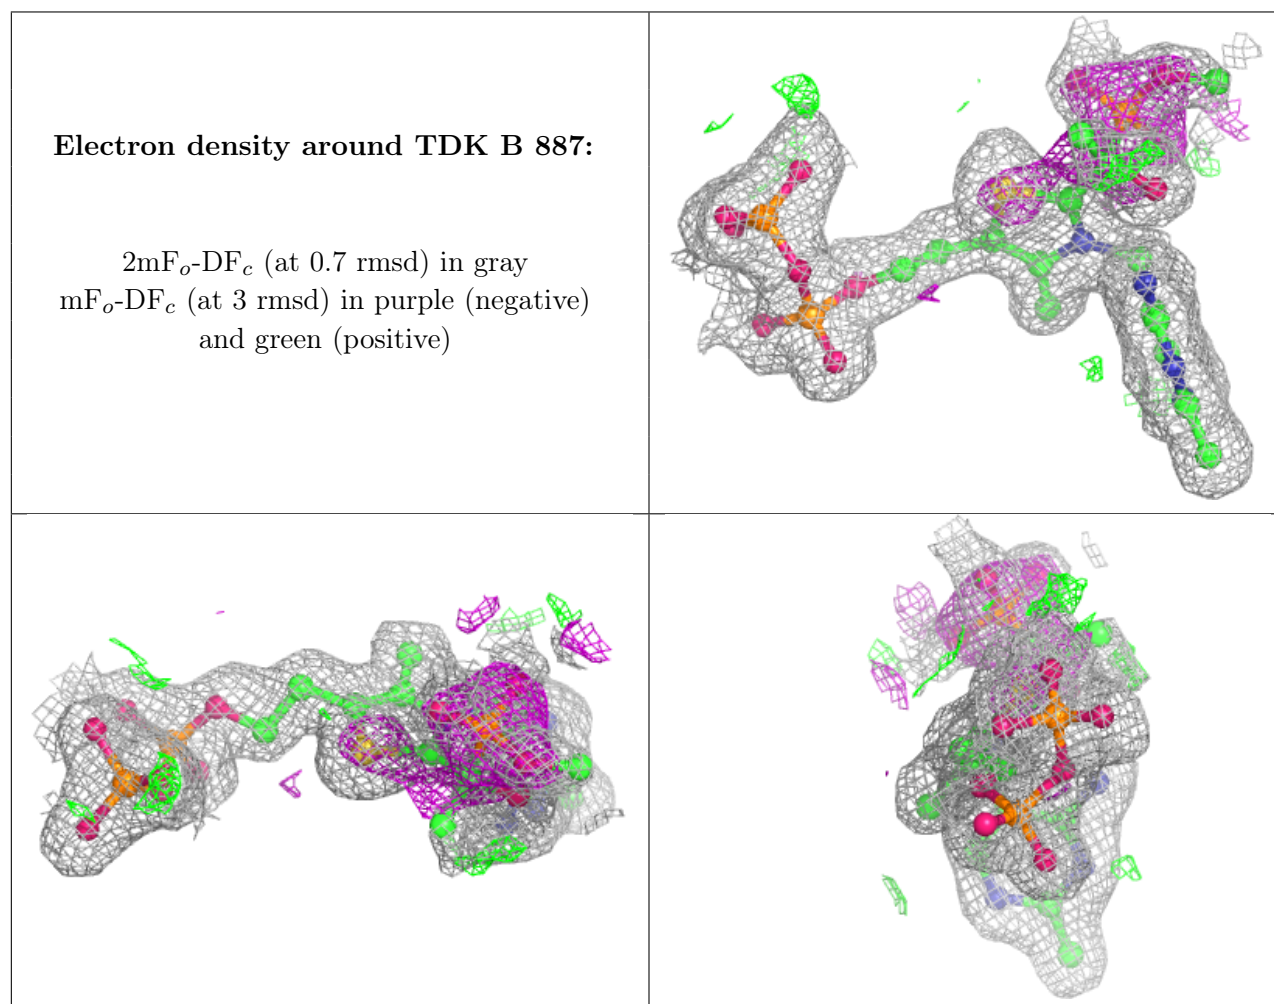 Electron density around TDK B 887:
2mFo-DFc (at 0.7 rmsd) in gray
mFo-DFc (at 3 rmsd) in purple (negative)
and green (positive)